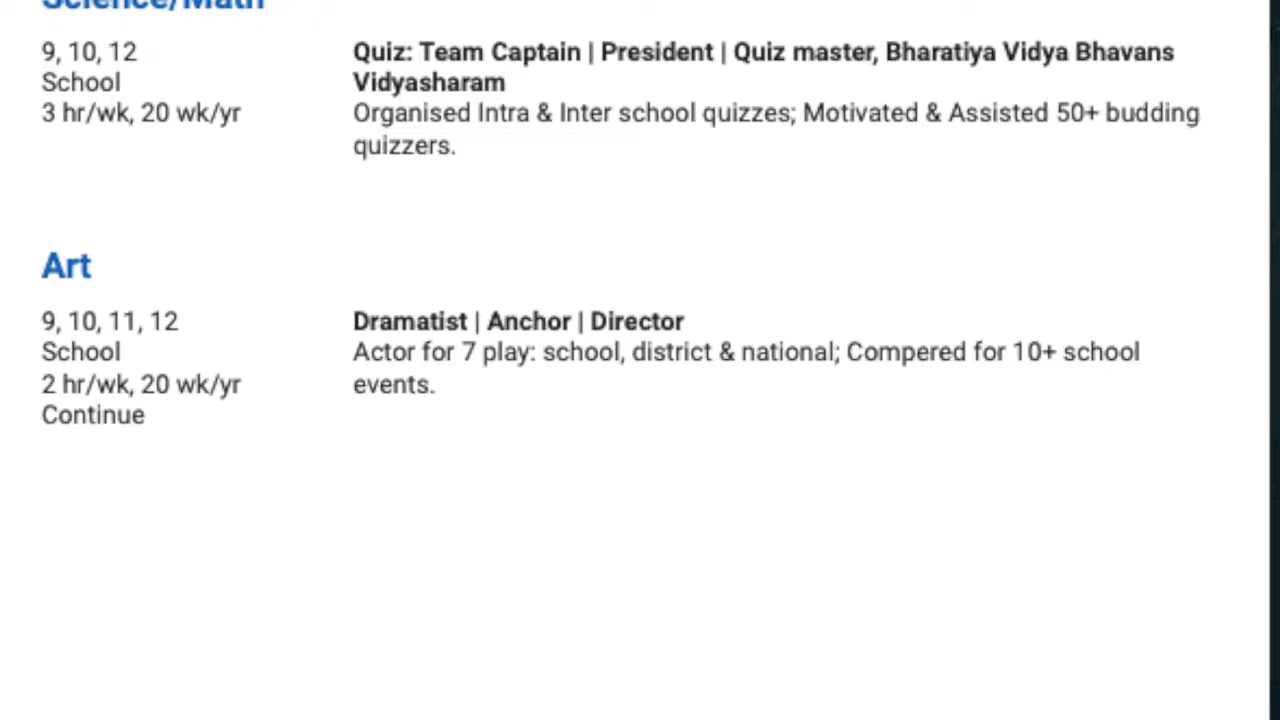 Science/Math
9, 10, 12
School
3 hr/wk, 20 wk/yr
Quiz: Team Captain | President | Quiz master, Bharatiya Vidya Bhavans
Vidyasharam
Organised Intra & Inter school quizzes; Motivated & Assisted 50+ budding
quizzers.
Art
9, 10, 11, 12
School
2 hr/wk, 20 wk/yr
Continue
Dramatist | Anchor | Director
Actor for 7 play: school, district & national; Compered for 10+ school
events.